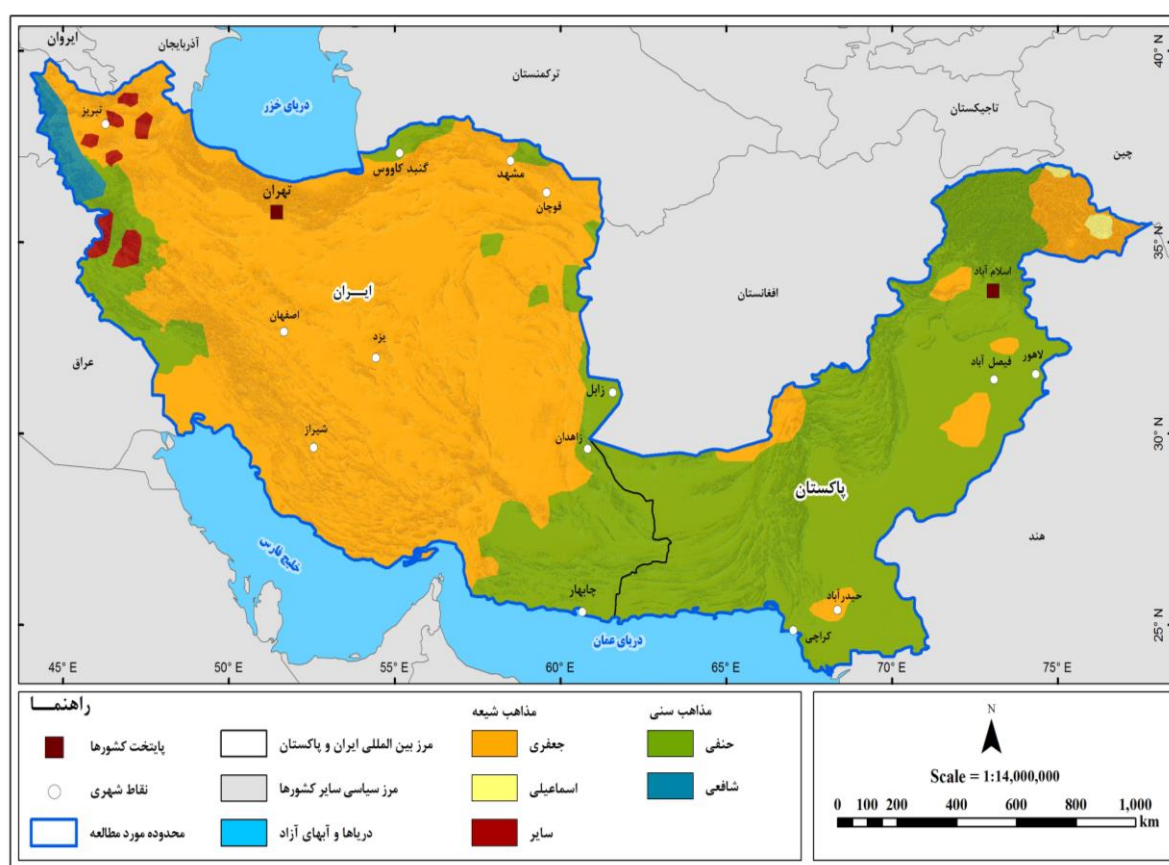 ایروان
آذربایجان
ترکمنستان
تاجیکستان
چین
دریای خزر
تبریز
گنبد کاووس
مشهد
قوچان
تهران
ایـــران
افغانستان
اسلام آباد
اصفهان
یزد
عراق
لاهور
فیصل آباد
زابل
شیراز
زاهدان
پاکستان
هند
خلیج فارس
چابهار
حیدرآباد
دریای عمان
کراچی
40° N
35° N
30° N
25° N
45° E
50° E
55° E
60° E
65° E
70° E
75° E
راهنمـــا
پایتخت کشورها
نقاط شهری
محدوده مورد مطالعه
مرز بین المللی ایران و پاکستان
مرز سیاسی سایر کشورها
دریاها و آبهای آزاد
مذاهب شیعه
جعفری
اسماعیلی
سایر
مذاهب سنی
حنفی
شافعی
N
Scale = 1:14,000,000
0 100 200 400 600 800 1,000
km